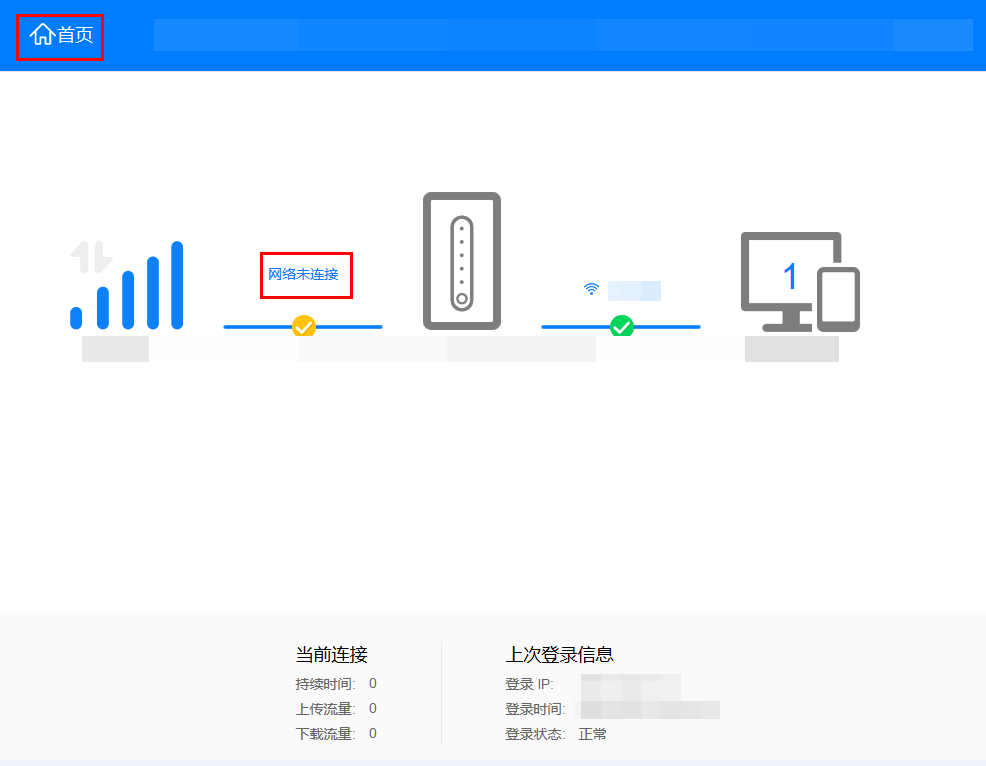 首页
网络未连接
1
当前连接
持续时间: 0
上传流量: 0
下载流量: 0
上次登录信息
登录 IP:
登录时间:
登录状态: 正常